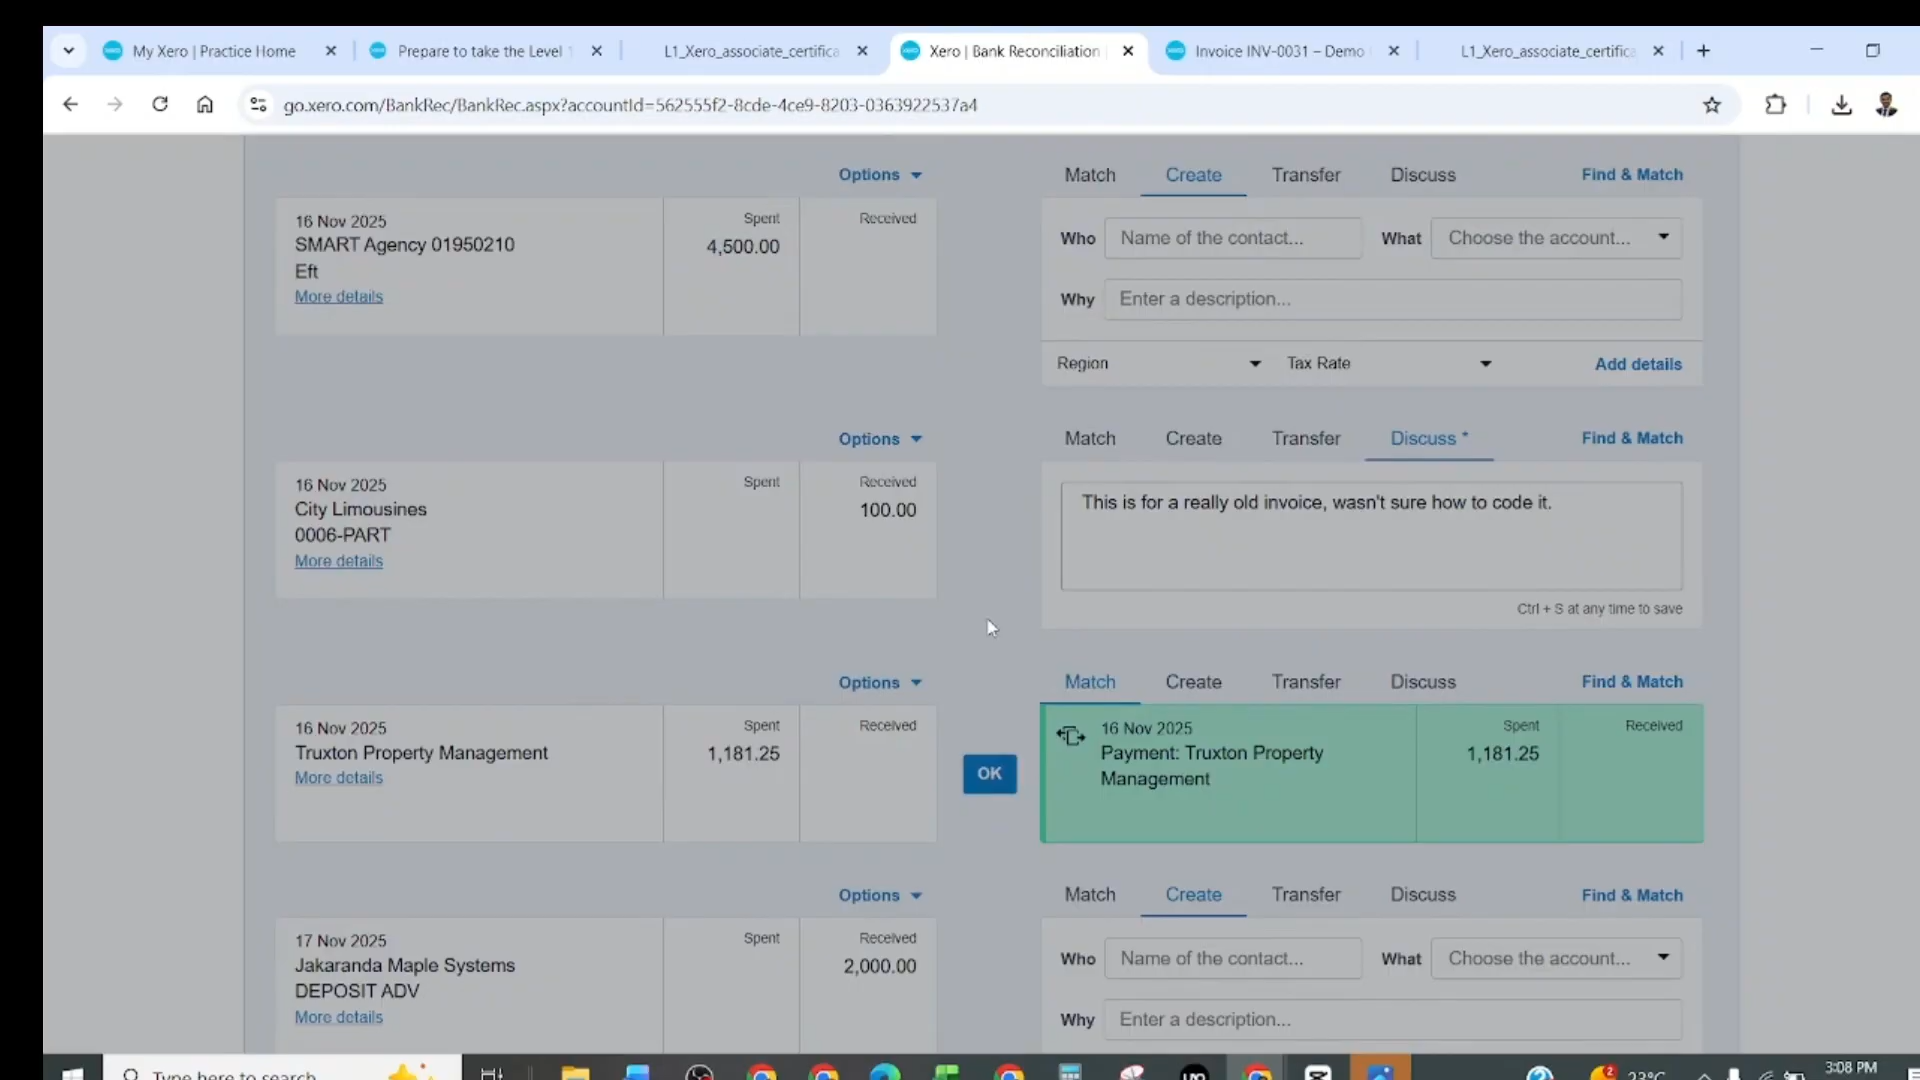 My Xero | Practice Home
Prepare to take the Level 1
L1_Xero_associate_certifica
Xero | Bank Reconciliation |
Invoice INV-0031 – Demo
L1_Xero_associate_certific
go.xero.com/BankRec/BankRec.aspx?accountId=562555f2-8cde-4ce9-8203-0363922537a4
Options
Match Create Transfer Discuss Find & Match
16 Nov 2025
SMART Agency 01950210
Eft
More details
Spent
4,500.00
Received
Who Name of the contact... What Choose the account...
Why Enter a description...
Region Tax Rate Add details
Options
Match Create Transfer Discuss * Find & Match
16 Nov 2025
City Limousines
0006-PART
More details
Spent
Received
100.00
This is for a really old invoice, wasn't sure how to code it.
Ctrl + S at any time to save
Options
Match Create Transfer Discuss Find & Match
16 Nov 2025
Truxton Property Management
More details
Spent
1,181.25
Received
OK
16 Nov 2025
Payment: Truxton Property
Management
Spent
1,181.25
Received
Options
Match Create Transfer Discuss Find & Match
17 Nov 2025
Jakaranda Maple Systems
DEPOSIT ADV
More details
Spent
Received
2,000.00
Who Name of the contact... What Choose the account...
Why Enter a description...
Type here to search
2
23°C
3:08 PM